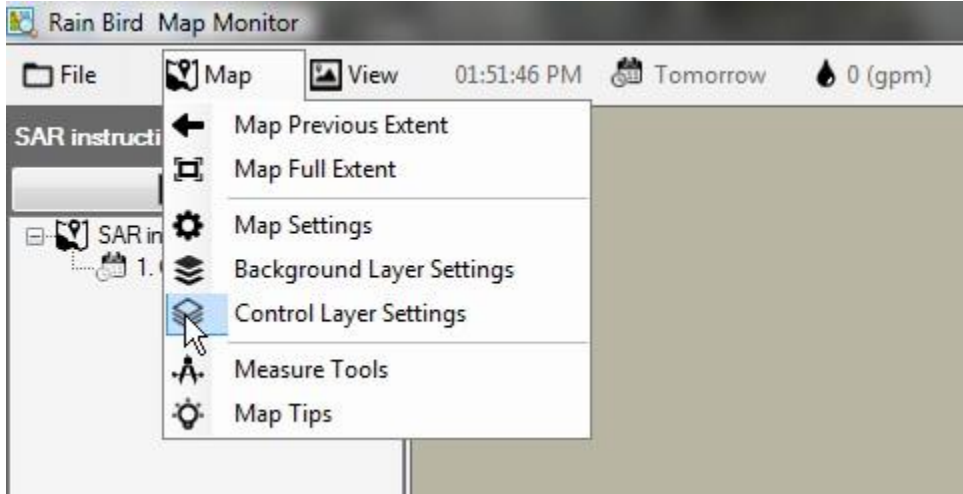 Rain Bird Map Monitor
File Map View 01:51:46 PM Tomorrow 0 (gpm)
SAR instructi
Map Previous Extent
Map Full Extent
Map Settings
SAR in
Background Layer Settings
1.
Control Layer Settings
Measure Tools
Map Tips